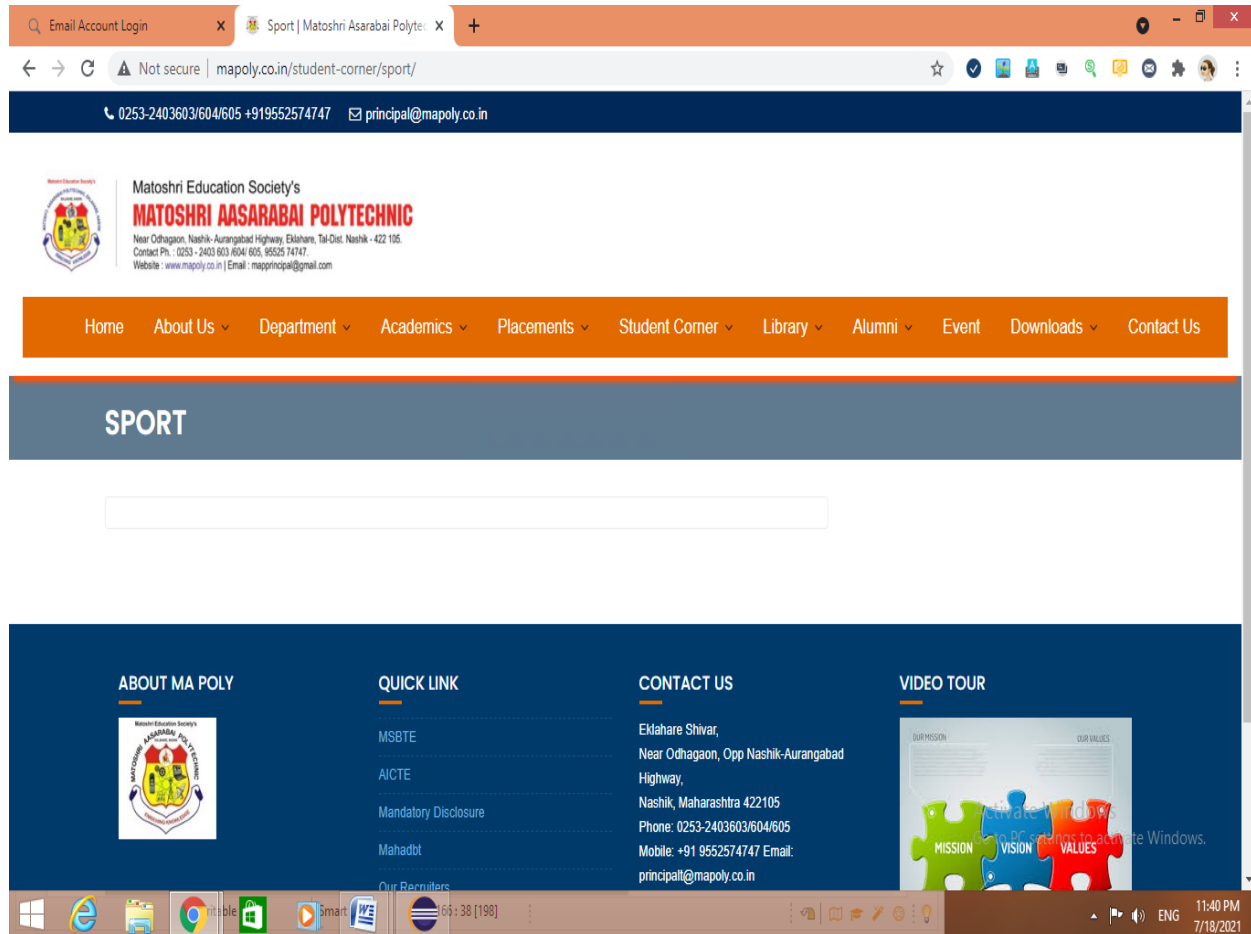 Email Account Login
Sport | Matoshri Asarabai Polytec
Not secure | mapoly.co.in/student-corner/sport/
0253-2403603/604/605 +919552574747 principal@mapoly.co.in
Matoshri Education Society's
MATOSHRI AASARABAI POLYTECHNIC
Near Odhagaon, Nashik- Aurangabad Highway, Eklahare, Tal-Dist. Nashik - 422 105.
Contact Ph. : 0253 - 2403 603 /604/ 605, 95525 74747.
Website : www.mapoly.co.in | Email : mapprincipal@gmail.com
Home About Us Department Academics Placements Student Corner Library Alumni Event Downloads Contact Us
SPORT
ABOUT MA POLY
Matoshri Education Society's
QUICK LINK
MSBTE
AICTE
Mandatory Disclosure
Mahadbt
Our Recruiters
CONTACT US
Eklahare Shivar,
Near Odhagaon, Opp Nashik-Aurangabad
Highway,
Nashik, Maharashtra 422105
Phone: 0253-2403603/604/605
Mobile: +91 9552574747 Email:
principalt@mapoly.co.in
VIDEO TOUR
OUR MISSION OUR VALUES
MISSION VISION VALUES
Activate Windows
Go to PC settings to activate Windows.
Smart
166 : 38 [198]
ENG
11:40 PM
7/18/2021